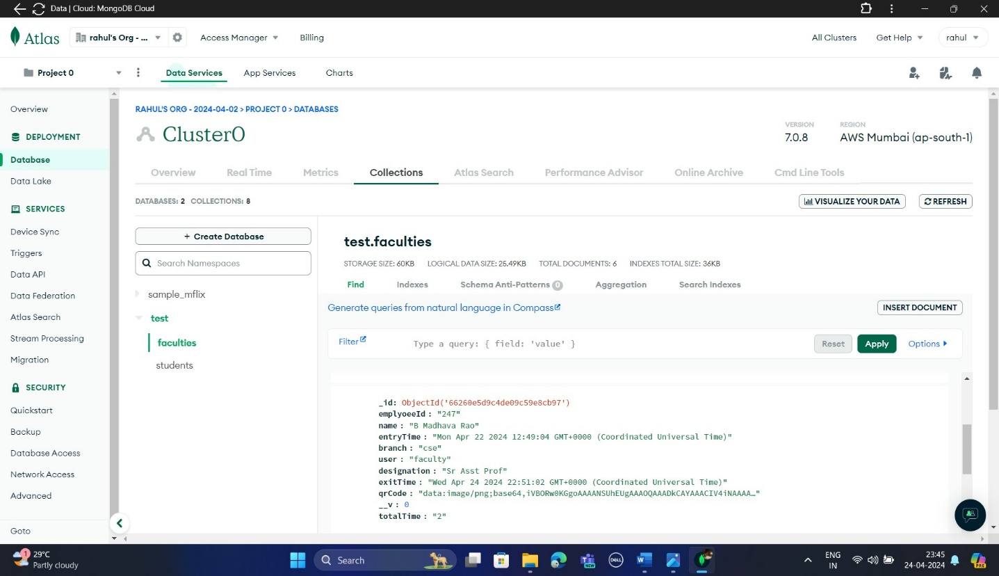 Data | Cloud: MongoDB Cloud
Atlas
rahul's Org - ...
Access Manager
Billing
All Clusters
Get Help
rahul
Project 0
Data Services
App Services
Charts
Overview
DEPLOYMENT
Database
Data Lake
SERVICES
Device Sync
Triggers
Data API
Data Federation
Atlas Search
Stream Processing
Migration
SECURITY
Quickstart
Backup
Database Access
Network Access
Advanced
Goto
RAHUL'S ORG - 2024-04-02 > PROJECT 0 > DATABASES
Cluster0
VERSION
7.0.8
REGION
AWS Mumbai (ap-south-1)
Overview
Real Time
Metrics
Collections
Atlas Search
Performance Advisor
Online Archive
Cmd Line Tools
DATABASES: 2 COLLECTIONS: 8
VISUALIZE YOUR DATA
REFRESH
+ Create Database
Search Namespaces
sample_mflix
test
faculties
students
test.faculties
STORAGE SIZE: 60KB LOGICAL DATA SIZE: 25.49KB TOTAL DOCUMENTS: 6 INDEXES TOTAL SIZE: 36KB
Find
Indexes
Schema Anti-Patterns 0
Aggregation
Search Indexes
Generate queries from natural language in Compass
INSERT DOCUMENT
Filter
Type a query: { field: 'value' }
Reset
Apply
Options
_id: ObjectId('66260e5d9c4de09c59e8cb97')
emplyoeeId : "247"
name : "B Madhava Rao"
entryTime : "Mon Apr 22 2024 12:49:04 GMT+0000 (Coordinated Universal Time)"
branch : "cse"
user : "faculty"
designation : "Sr Asst Prof"
exitTime : "Wed Apr 24 2024 22:51:02 GMT+0000 (Coordinated Universal Time)"
qrCode : "data:image/png;base64,iVBORw0KGgoAAAANSUhEUgAAAOQAAADkCAYAAACIV4iNAAAA…"
__v : 0
totalTime : "2"
1
29°C
Partly cloudy
Search
NEW
DELL
ENG
IN
23:45
24-04-2024
PRE